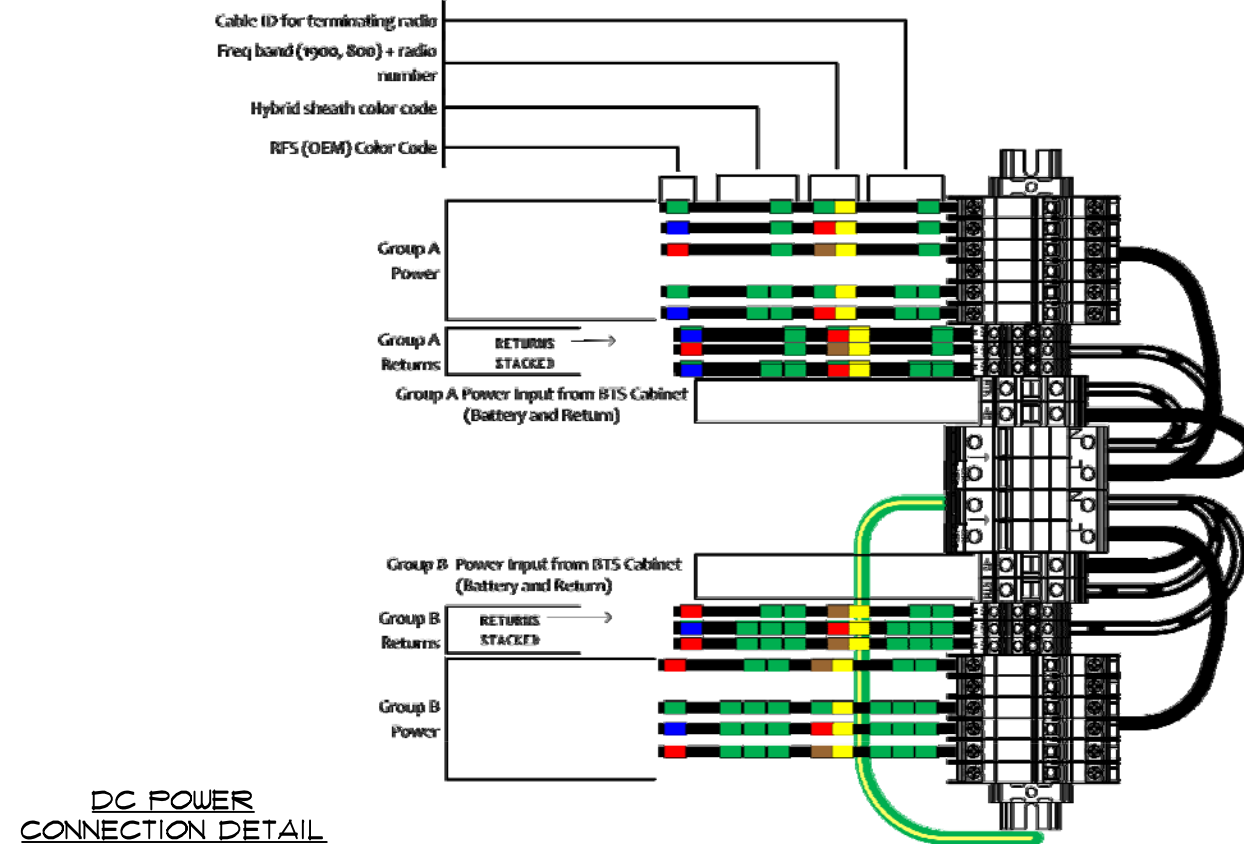 Cable ID for terminating radio
Freq band (1900, 800) + radio
number
Hybrid sheath color code
RFS (OEM) Color Code
Group A
Power
Group A
Returns
RETURNS
STACKED
Group A Power Input from BTS Cabinet
(Battery and Return)
Group B Power Input from BTS Cabinet
(Battery and Return)
Group B
Returns
RETURNS
STACKED
Group B
Power
DC POWER
CONNECTION DETAIL